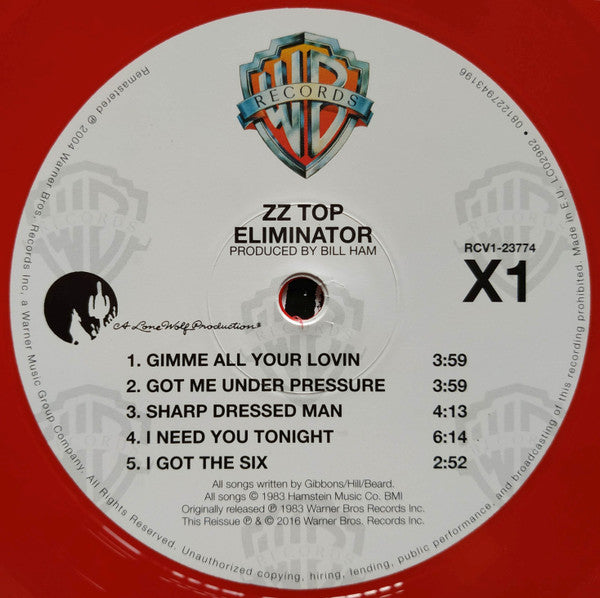 WB
RECORDS
ZZ TOP
ELIMINATOR
PRODUCED BY BILL HAM
RCV1-23774
X1
A Lone Wolf Production®
1. GIMME ALL YOUR LOVIN 3:59
2. GOT ME UNDER PRESSURE 3:59
3. SHARP DRESSED MAN 4:13
4. I NEED YOU TONIGHT 6:14
5. I GOT THE SIX 2:52
All songs written by Gibbons/Hill/Beard.
All songs © 1983 Hamstein Music Co. BMI
Originally released ℗ 1983 Warner Bros. Records Inc.
This Reissue ℗ & © 2016 Warner Bros. Records Inc.
Remastered ℗ 2004 Warner Bros. Records Inc, a Warner Music Group Company. All Rights Reserved. Unauthorized copying, hiring, lending, public performance, and broadcasting of this recording prohibited. Made in E.U. LC02982 • 081227943196